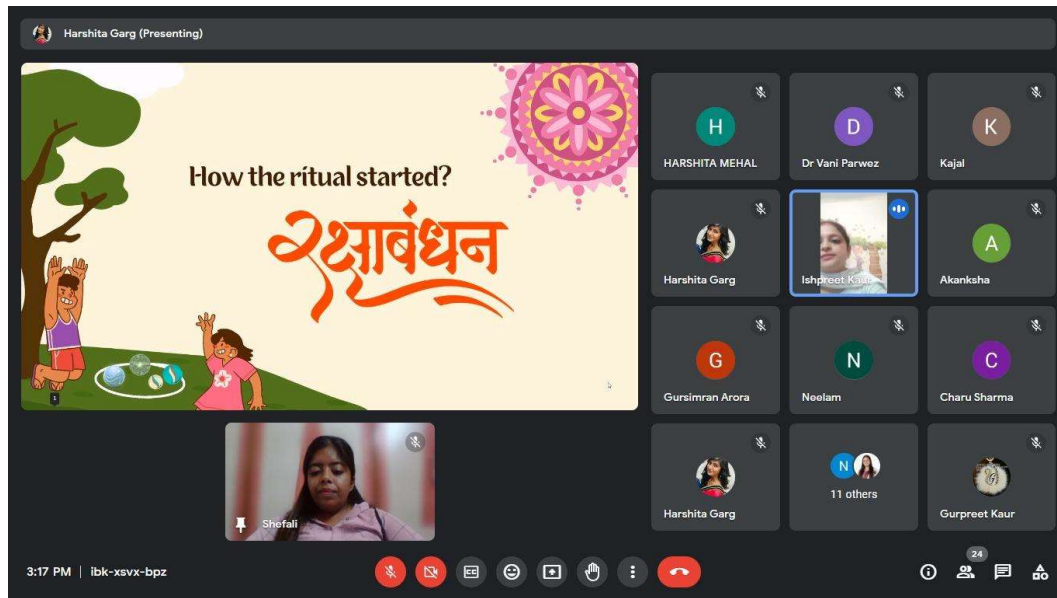 Harshita Garg (Presenting)
How the ritual started?
रक्षाबंधन
1
H
HARSHITA MEHAL
D
Dr Vani Parwez
K
Kajal
Harshita Garg
Ishpreet Kaur
A
Akanksha
G
Gursimran Arora
N
Neelam
C
Charu Sharma
Harshita Garg
N
11 others
Gurpreet Kaur
Shefali
3:17 PM | ibk-xsvx-bpz
CC
24